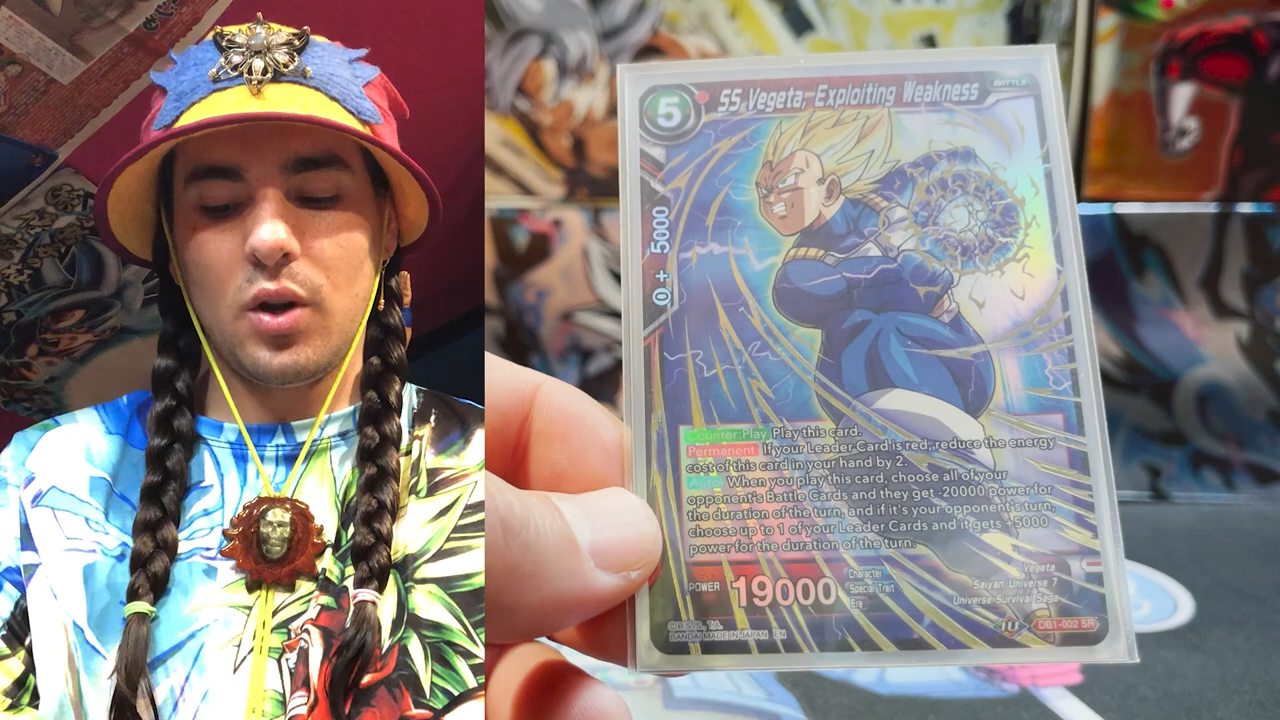 5
SS Vegeta, Exploiting Weakness
BATTLE
0 + 5000
Counter:Play Play this card.
Permanent If your Leader Card is red, reduce the energy
cost of this card in your hand by 2.
Auto When you play this card, choose all of your
opponent's Battle Cards and they get -20000 power for
the duration of the turn, and if it's your opponent's turn,
choose up to 1 of your Leader Cards and it gets +5000
power for the duration of the turn.
POWER 19000
Character Vegeta
Special Trait Saiyan, Universe 7
Era Universe Survival Saga
©B.S./S., T.A.
BANDAI MADE IN JAPAN EN
DB1-002 SR